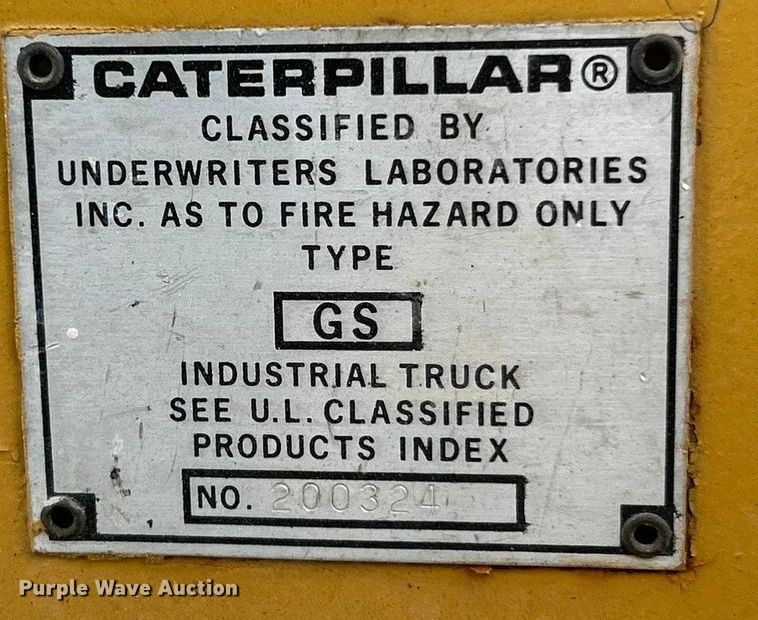 CATERPILLAR®
CLASSIFIED BY
UNDERWRITERS LABORATORIES
INC. AS TO FIRE HAZARD ONLY
TYPE
GS
INDUSTRIAL TRUCK
SEE U.L. CLASSIFIED
PRODUCTS INDEX
NO. 200324
Purple Wave Auction